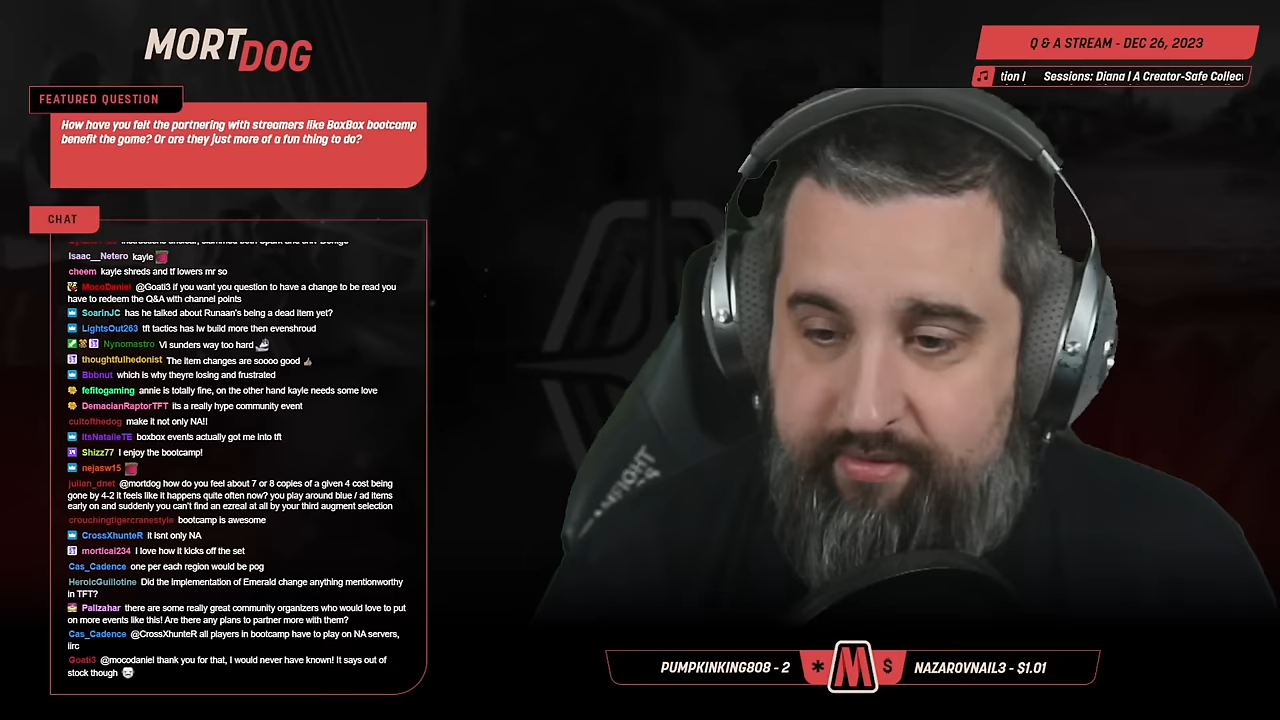 MORTDOG
Q & A STREAM - DEC 26, 2023
tion | Sessions: Diana | A Creator-Safe Collect
FEATURED QUESTION
How have you felt the partnering with streamers like BoxBox bootcamp
benefit the game? Or are they just more of a fun thing to do?
CHAT
Isaac__Netero kayle
cheem kayle shreds and tf lowers mr so
MocoDaniel @Goati3 if you want you question to have a change to be read you
have to redeem the Q&A with channel points
SoarinJC has he talked about Runaan's being a dead item yet?
LightsOut263 tft tactics has lw build more then evenshroud
Nynomastro Vi sunders way too hard
thoughtfulhedonist The item changes are soooo good
Bbbnut which is why theyre losing and frustrated
fefitogaming annie is totally fine, on the other hand kayle needs some love
DemacianRaptorTFT its a really hype community event
cultofthedog make it not only NA!!
ItsNatalieTE boxbox events actually got me into tft
Shizz77 I enjoy the bootcamp!
nejasw15
julian_dnet @mortdog how do you feel about 7 or 8 copies of a given 4 cost being
gone by 4-2 it feels like it happens quite often now? you play around blue / ad items
early on and suddenly you can't find an ezreal at all by your third augment selection
crouchingtigercranestyle bootcamp is awesome
CrossXhunteR it isnt only NA
mortical234 I love how it kicks off the set
Cas_Cadence one per each region would be pog
HeroicGuillotine Did the implementation of Emerald change anything mentionworthy
in TFT?
Palizahar there are some really great community organizers who would love to put
on more events like this! Are there any plans to partner more with them?
Cas_Cadence @CrossXhunteR all players in bootcamp have to play on NA servers,
iirc
Goati3 @mocodaniel thank you for that, I would never have known! It says out of
stock though
PUMPKINKING808 - 2 * M $ NAZAROVNAIL3 - $1.01